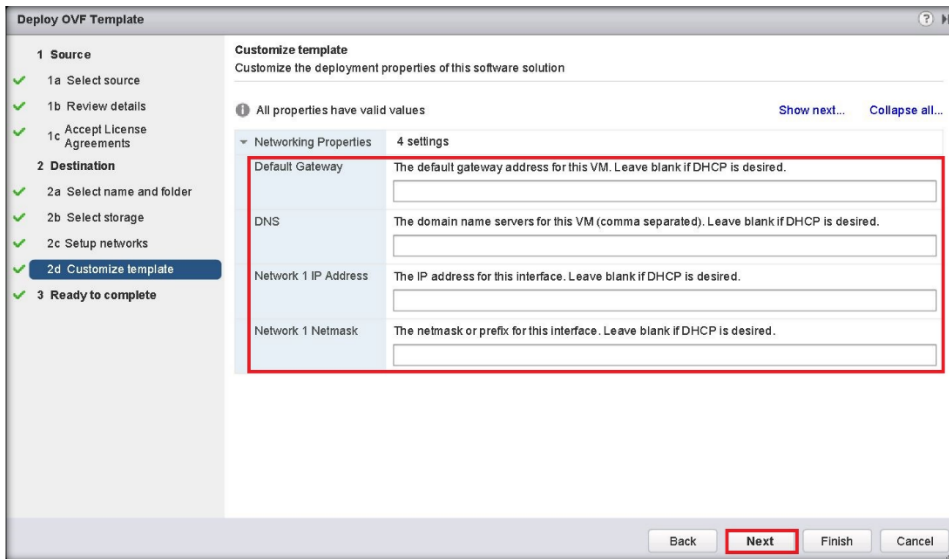 Deploy OVF Template
?
1 Source
1a Select source
1b Review details
1c Accept License
Agreements
2 Destination
2a Select name and folder
2b Select storage
2c Setup networks
2d Customize template
3 Ready to complete
Customize template
Customize the deployment properties of this software solution
All properties have valid values
Show next...
Collapse all...
Networking Properties
4 settings
Default Gateway
The default gateway address for this VM. Leave blank if DHCP is desired.
DNS
The domain name servers for this VM (comma separated). Leave blank if DHCP is desired.
Network 1 IP Address
The IP address for this interface. Leave blank if DHCP is desired.
Network 1 Netmask
The netmask or prefix for this interface. Leave blank if DHCP is desired.
Back
Next
Finish
Cancel